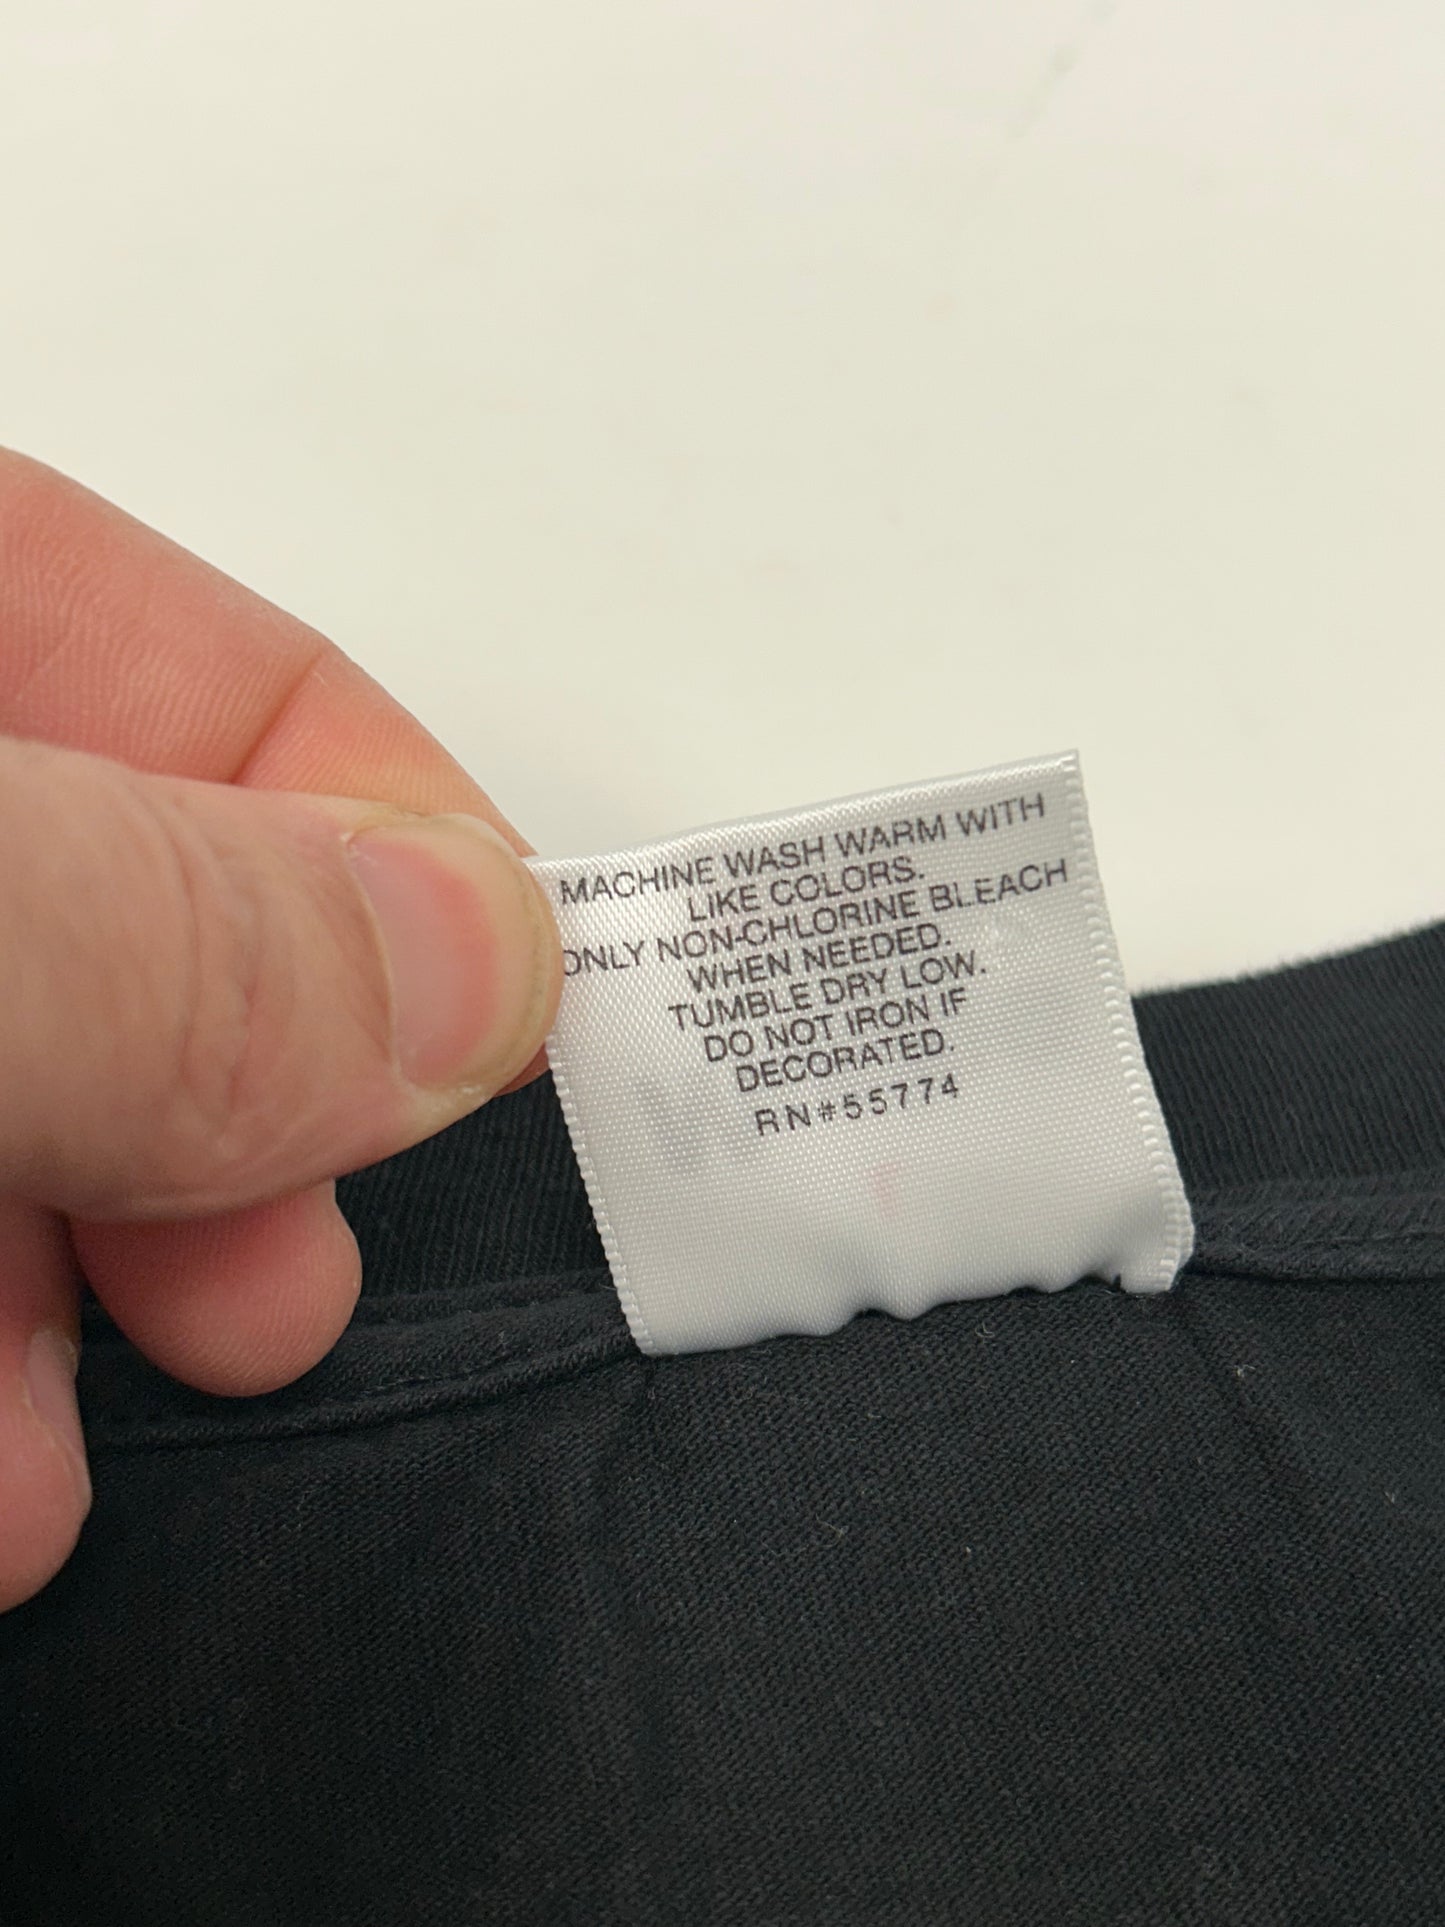 MACHINE WASH WARM WITH
LIKE COLORS.
ONLY NON-CHLORINE BLEACH
WHEN NEEDED.
TUMBLE DRY LOW.
DO NOT IRON IF
DECORATED.
RN#55774